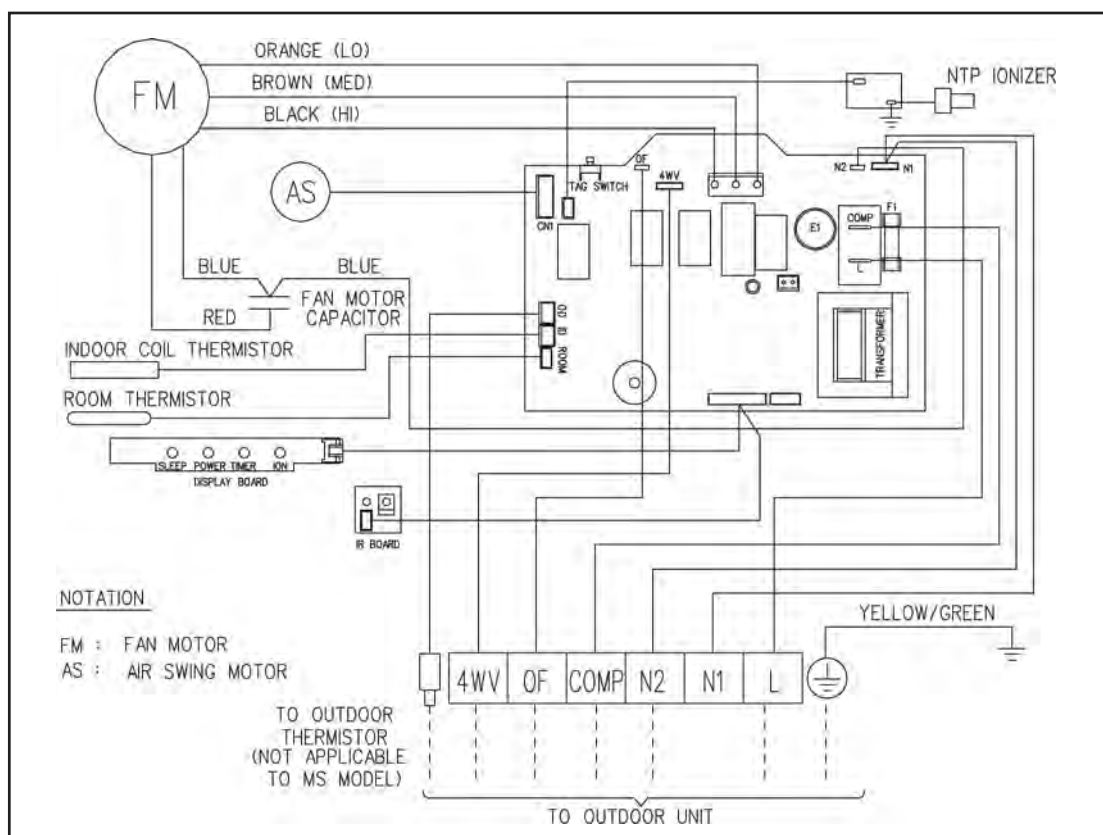 ORANGE (LO)
BROWN (MED)
BLACK (HI)
FM
NTP IONIZER
AS
OF
TAG SWITCH
4WV
CN1
N2
N1
COMP
F1
E1
L
BLUE
BLUE
FAN MOTOR
CAPACITOR
RED
OD
ID
ROOM
TRANSFORMER
INDOOR COIL THERMISTOR
ROOM THERMISTOR
SLEEP POWER TIMER ION
DISPLAY BOARD
IR BOARD
NOTATION
FM : FAN MOTOR
AS : AIR SWING MOTOR
YELLOW/GREEN
4WV OF COMP N2 N1 L
TO OUTDOOR
THERMISTOR
(NOT APPLICABLE
TO MS MODEL)
TO OUTDOOR UNIT